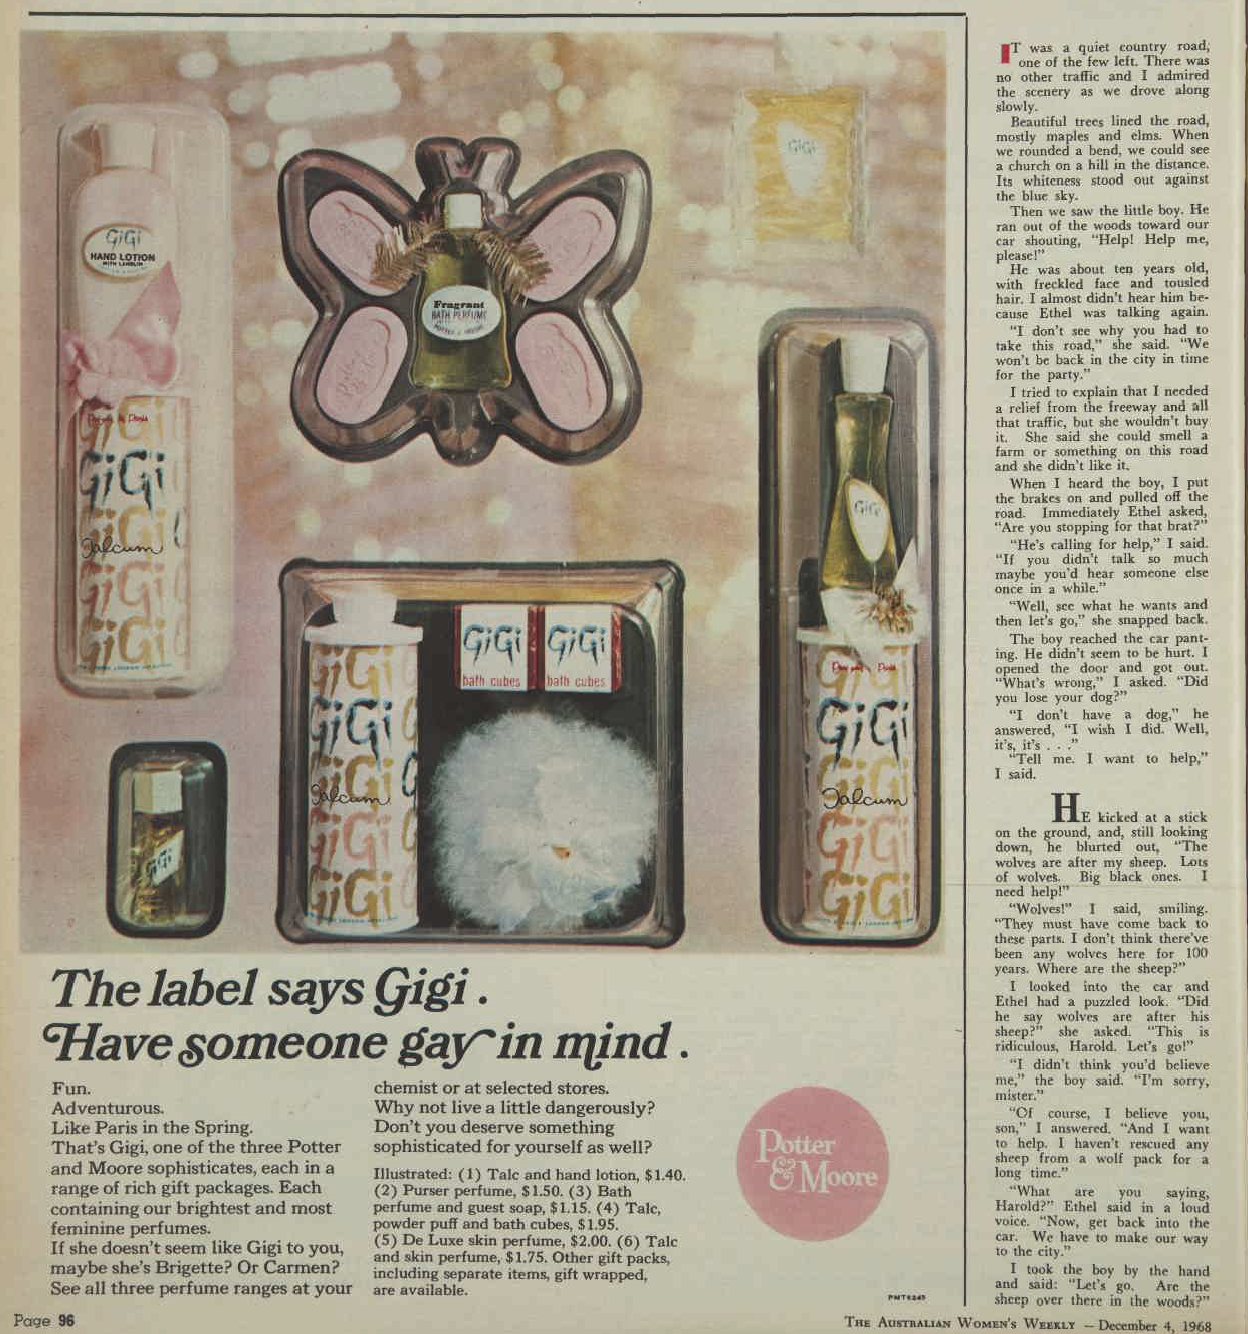 GiGi
HAND LOTION
WITH LANOLIN
GiGi
Talcum
GiGi
GiGi
Fragrant
BATH PERFUME
GiGi
GiGi
GiGi
GiGi
GiGi
Talcum
GiGi
GiGi
GiGi
bath cubes
GiGi
bath cubes
GiGi
GiGi
GiGi
Talcum
GiGi
GiGi
The label says Gigi.
Have someone gay in mind.
Fun.
Adventurous.
Like Paris in the Spring.
That's Gigi, one of the three Potter
and Moore sophisticates, each in a
range of rich gift packages. Each
containing our brightest and most
feminine perfumes.
If she doesn't seem like Gigi to you,
maybe she's Brigette? Or Carmen?
See all three perfume ranges at your
chemist or at selected stores.
Why not live a little dangerously?
Don't you deserve something
sophisticated for yourself as well?
Illustrated: (1) Talc and hand lotion, $1.40.
(2) Purser perfume, $1.50. (3) Bath
perfume and guest soap, $1.15. (4) Talc,
powder puff and bath cubes, $1.95.
(5) De Luxe skin perfume, $2.00. (6) Talc
and skin perfume, $1.75. Other gift packs,
including separate items, gift wrapped,
are available.
Potter
& Moore
IT was a quiet country road,
one of the few left. There was
no other traffic and I admired
the scenery as we drove along
slowly.
Beautiful trees lined the road,
mostly maples and elms. When
we rounded a bend, we could see
a church on a hill in the distance.
Its whiteness stood out against
the blue sky.
Then we saw the little boy. He
ran out of the woods toward our
car shouting, "Help! Help me,
please!"
He was about ten years old,
with freckled face and tousled
hair. I almost didn't hear him be-
cause Ethel was talking again.
"I don't see why you had to
take this road," she said. "We
won't be back in the city in time
for the party."
I tried to explain that I needed
a relief from the freeway and all
that traffic, but she wouldn't buy
it. She said she could smell a
farm or something on this road
and she didn't like it.
When I heard the boy, I put
the brakes on and pulled off the
road. Immediately Ethel asked,
"Are you stopping for that brat?"
"He's calling for help," I said.
"If you didn't talk so much
maybe you'd hear someone else
once in a while."
"Well, see what he wants and
then let's go," she snapped back.
The boy reached the car pant-
ing. He didn't seem to be hurt. I
opened the door and got out.
"What's wrong," I asked. "Did
you lose your dog?"
"I don't have a dog," he
answered, "I wish I did. Well,
it's, it's . . ."
"Tell me. I want to help,"
I said.
HE kicked at a stick
on the ground, and, still looking
down, he blurted out, "The
wolves are after my sheep. Lots
of wolves. Big black ones. I
need help!"
"Wolves!" I said, smiling.
"They must have come back to
these parts. I don't think there've
been any wolves here for 100
years. Where are the sheep?"
I looked into the car and
Ethel had a puzzled look. "Did
he say wolves are after his
sheep?" she asked. "This is
ridiculous, Harold. Let's go!"
"I didn't think you'd believe
me," the boy said. "I'm sorry,
mister."
"Of course, I believe you,
son," I answered. "And I want
to help. I haven't rescued any
sheep from a wolf pack for a
long time."
"What are you saying,
Harold?" Ethel said in a loud
voice. "Now, get back into the
car. We have to make our way
to the city."
I took the boy by the hand
and said: "Let's go. Are the
sheep over there in the woods?"
Page 96
THE AUSTRALIAN WOMEN'S WEEKLY – December 4, 1968